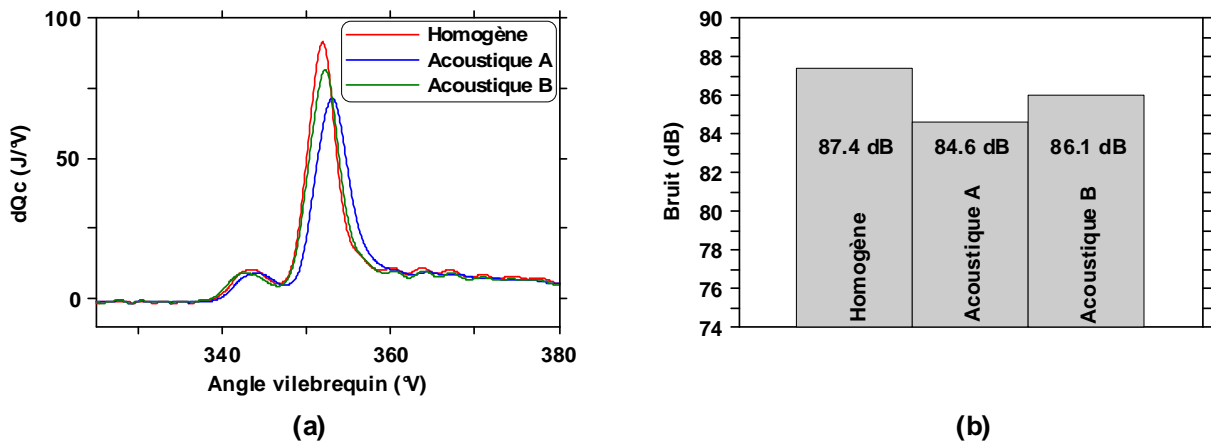 100
50
0
dQc (J/°V)
Homogène
Acoustique A
Acoustique B
340
360
380
Angle vilebrequin (°V)
(a)
90
88
86
84
82
80
78
76
74
Bruit (dB)
87.4 dB
84.6 dB
86.1 dB
Homogène
Acoustique A
Acoustique B
(b)